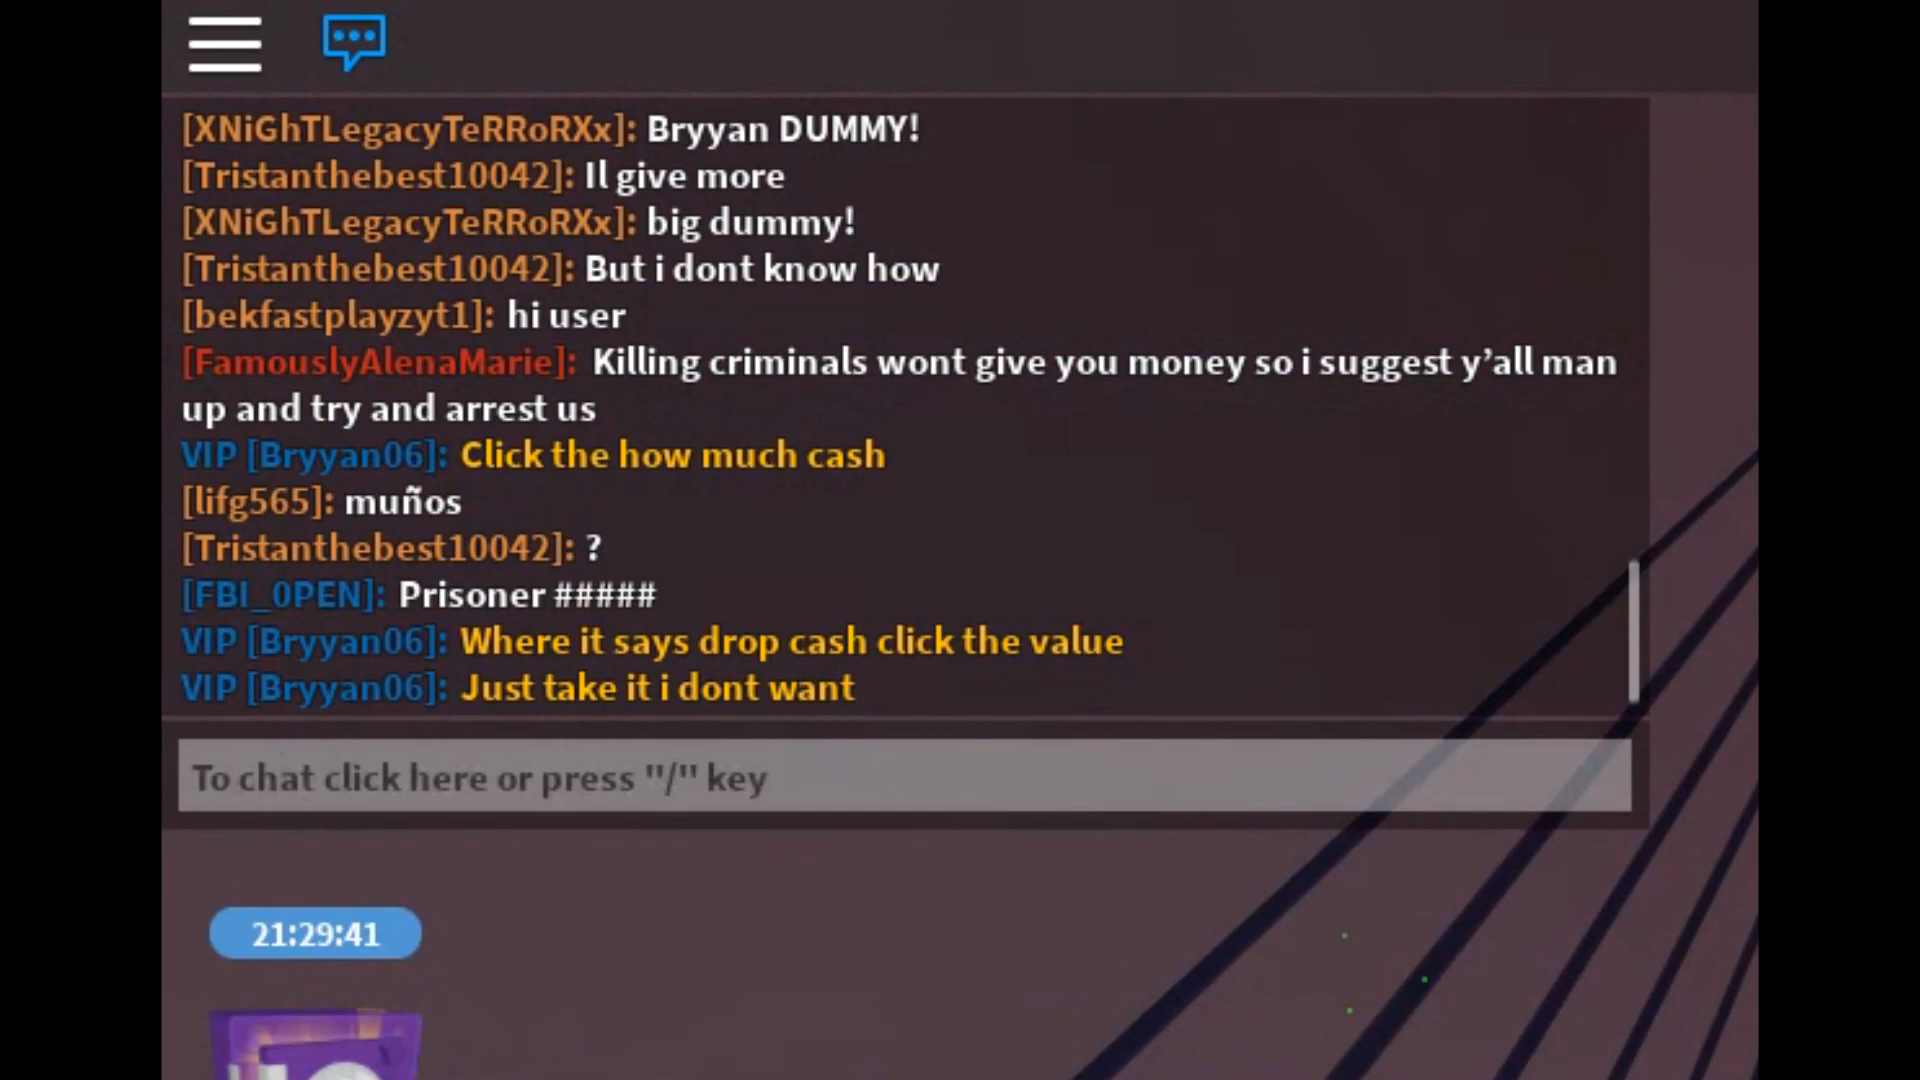 [XNiGhTLegacyTeRRoRXx]: Bryyan DUMMY!
[Tristanthebest10042]: Il give more
[XNiGhTLegacyTeRRoRXx]: big dummy!
[Tristanthebest10042]: But i dont know how
[bekfastplayzyt1]: hi user
[FamouslyAlenaMarie]: Killing criminals wont give you money so i suggest y’all man
up and try and arrest us
VIP [Bryyan06]: Click the how much cash
[lifg565]: muños
[Tristanthebest10042]: ?
[FBI_0PEN]: Prisoner #####
VIP [Bryyan06]: Where it says drop cash click the value
VIP [Bryyan06]: Just take it i dont want
To chat click here or press "/" key
21:29:41